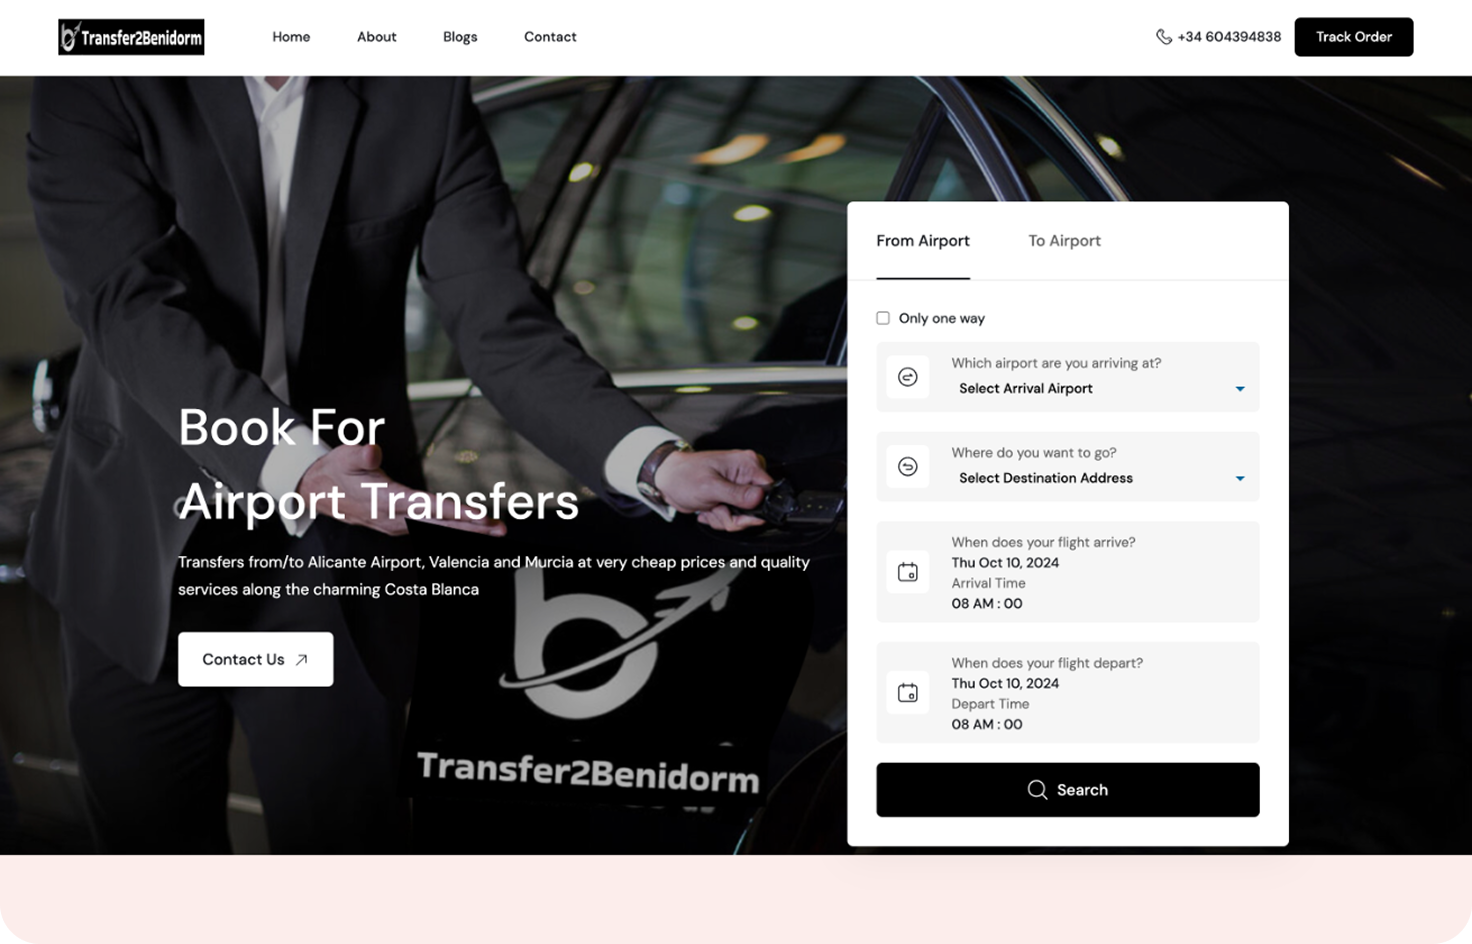 Transfer2Benidorm
Home
About
Blogs
Contact
+34 604394838
Track Order
Book For
Airport Transfers
Transfers from/to Alicante Airport, Valencia and Murcia at very cheap prices and quality
services along the charming Costa Blanca
Contact Us
Transfer2Benidorm
From Airport
To Airport
Only one way
Which airport are you arriving at?
Select Arrival Airport
Where do you want to go?
Select Destination Address
When does your flight arrive?
Thu Oct 10, 2024
Arrival Time
08 AM : 00
When does your flight depart?
Thu Oct 10, 2024
Depart Time
08 AM : 00
Search